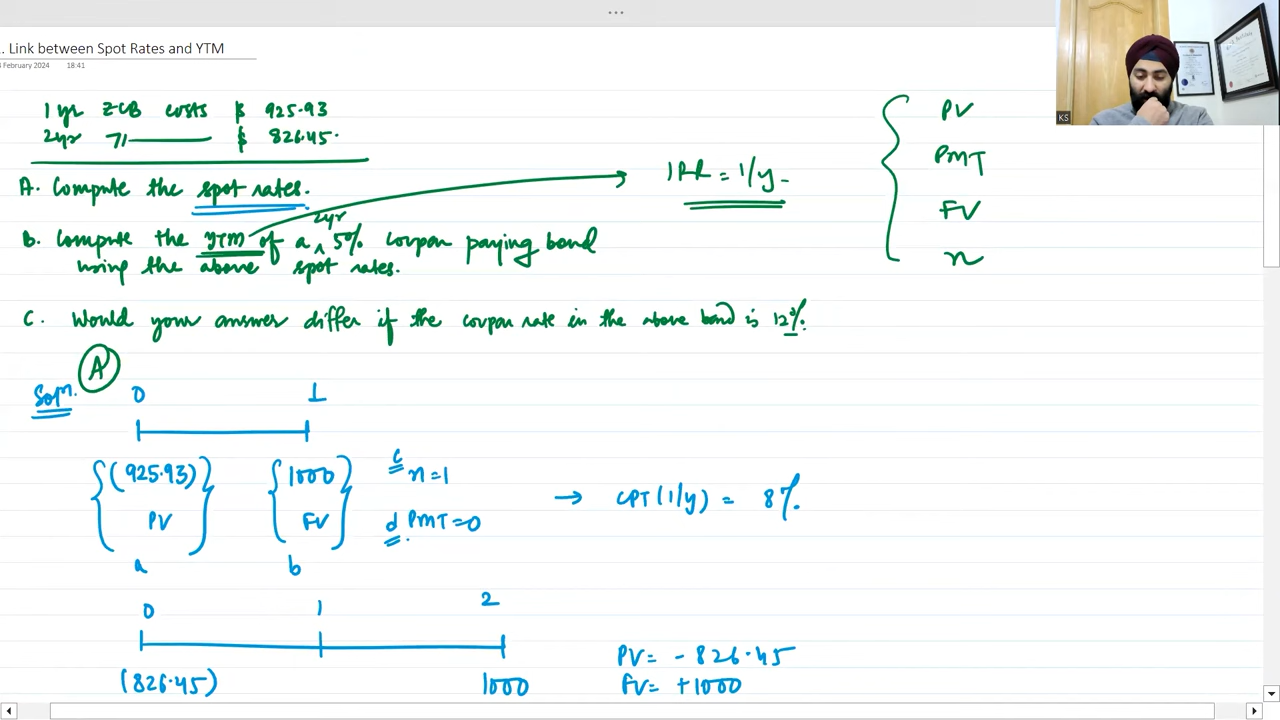 . Link between Spot Rates and YTM
February 2024 18:41
1 yr ZCB costs $ 925.93
2yr —〃— $ 826.45.
A. Compute the spot rates.
IRR = I/y.
B. Compute the YTM of a 2yr 5% coupon paying bond
using the above spot rates.
C. Would your answer differ if the coupon rate in the above bond is 12%.
PV
PMT
FV
n
A
Soln.
0 1
(925.93) 1000
PV FV
a b
c n=1
d PMT=0
→ CPT (I/y) = 8%.
0 1 2
(826.45) 1000
PV= - 826.45
FV= +1000
KS